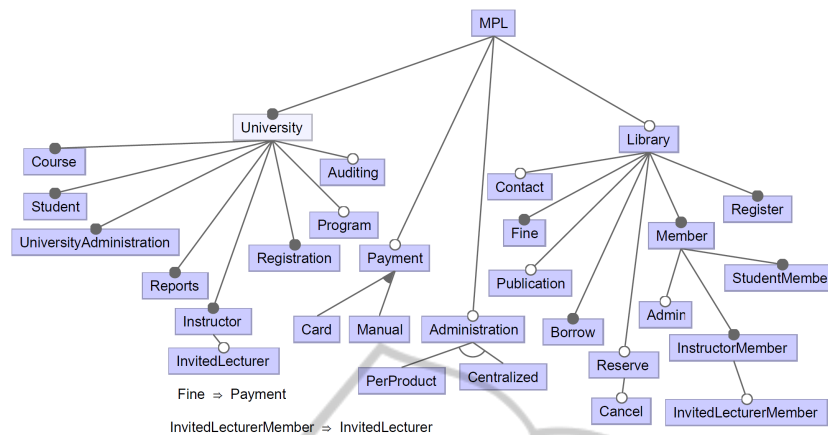 MPL
University
Library
Course
Auditing
Contact
Student
Register
Program
Fine
Member
UniversityAdministration
Registration
Payment
StudentMembe
Reports
Publication
Admin
Instructor
Card
Manual
Administration
Borrow
InstructorMember
InvitedLecturer
Reserve
PerProduct
Centralized
Cancel
InvitedLecturerMember
Fine ⇒ Payment
InvitedLecturerMember ⇒ InvitedLecturer